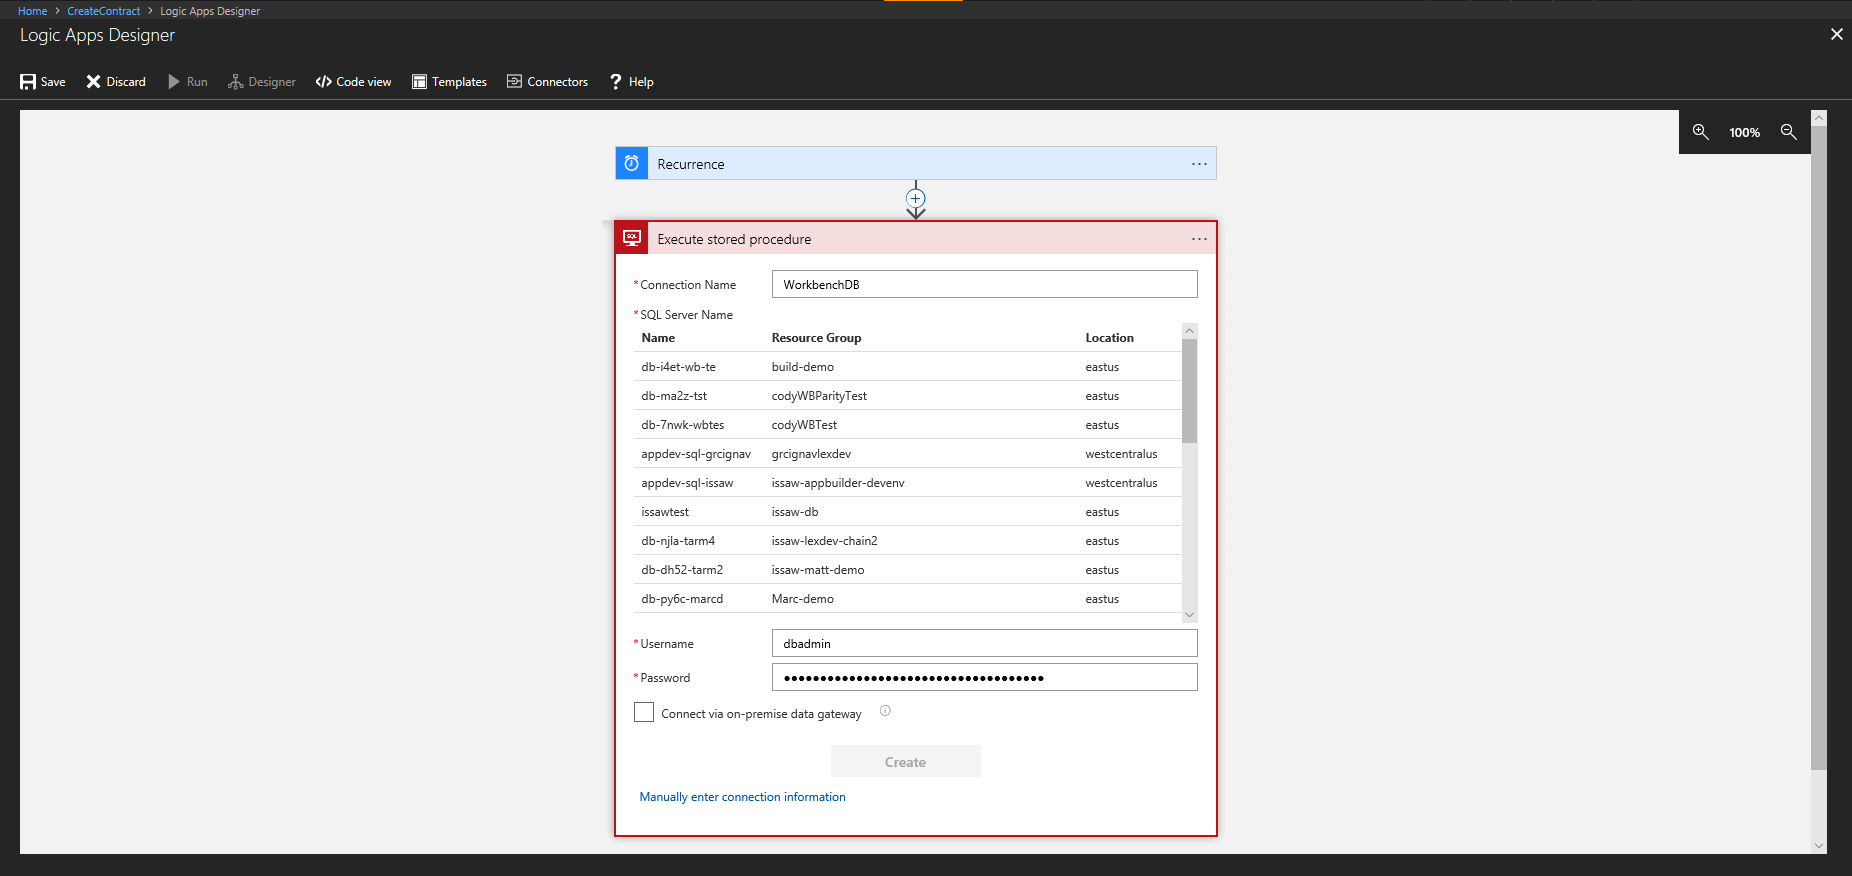 Home > CreateContract > Logic Apps Designer
Logic Apps Designer
Save Discard Run Designer Code view Templates Connectors ? Help
100%
Recurrence ...
SQL Execute stored procedure ...
*Connection Name WorkbenchDB
*SQL Server Name
Name Resource Group Location
db-i4et-wb-te build-demo eastus
db-ma2z-tst codyWBParityTest eastus
db-7nwk-wbtes codyWBTest eastus
appdev-sql-grcignav grcignavlexdev westcentralus
appdev-sql-issaw issaw-appbuilder-devenv westcentralus
issawtest issaw-db eastus
db-njla-tarm4 issaw-lexdev-chain2 eastus
db-dh52-tarm2 issaw-matt-demo eastus
db-py6c-marcd Marc-demo eastus
*Username dbadmin
*Password ••••••••••••••••••••••••••••••••••••
Connect via on-premise data gateway
Create
Manually enter connection information